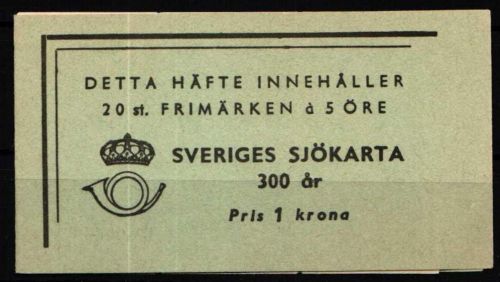 DETTA HÄFTE INNEHÅLLER
20 st. FRIMÄRKEN à 5 ÖRE
SVERIGES SJÖKARTA
300 år
Pris 1 krona